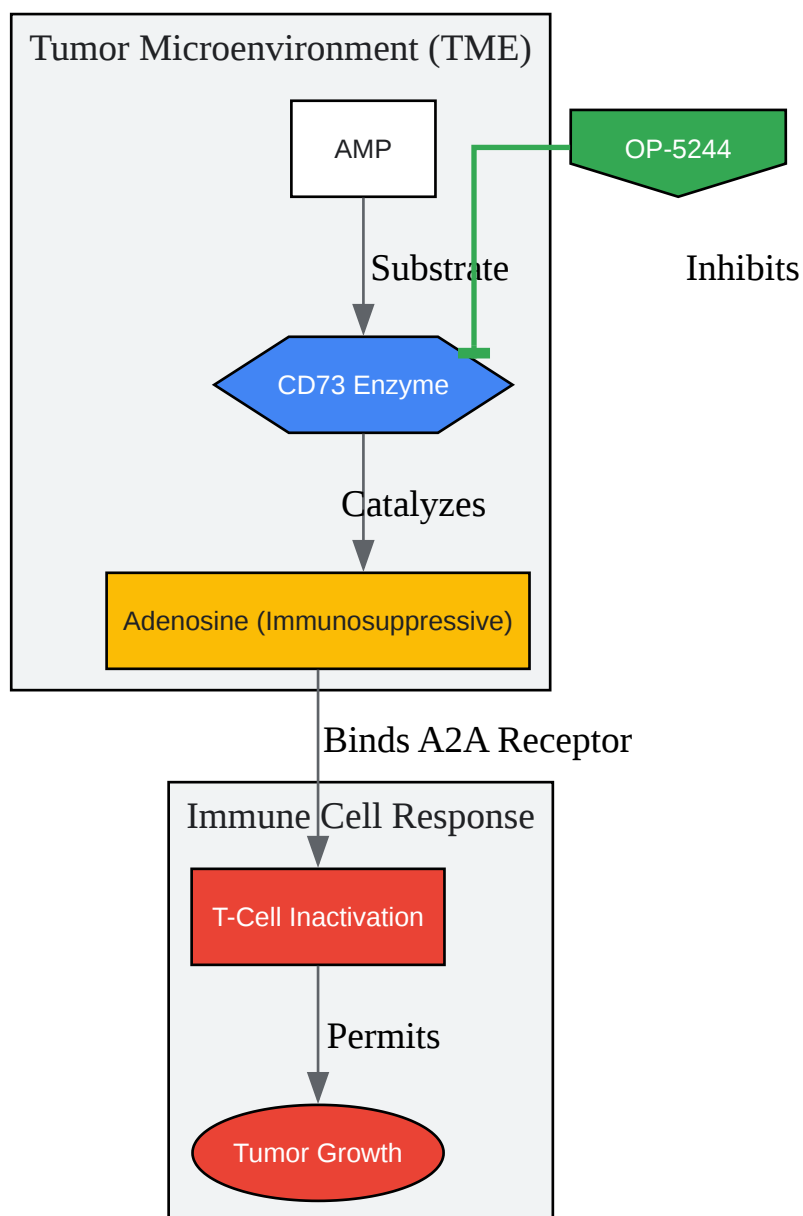 Tumor Microenvironment (TME)
AMP
OP-5244
Substrate
Inhibits
CD73 Enzyme
Catalyzes
Adenosine (Immunosuppressive)
Binds A2A Receptor
Immune Cell Response
T-Cell Inactivation
Permits
Tumor Growth